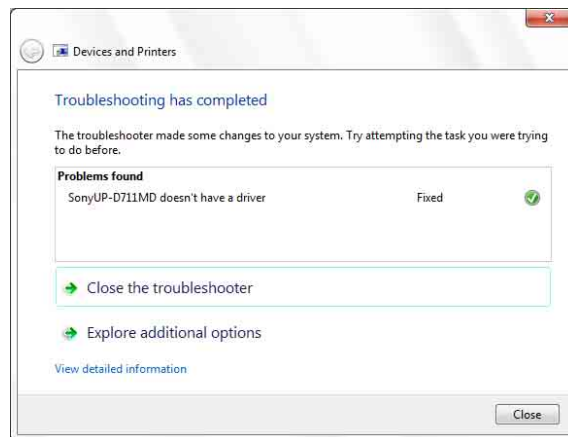 Devices and Printers
Troubleshooting has completed
The troubleshooter made some changes to your system. Try attempting the task you were trying
to do before.
Problems found
SonyUP-D711MD doesn't have a driver Fixed
Close the troubleshooter
Explore additional options
View detailed information
Close